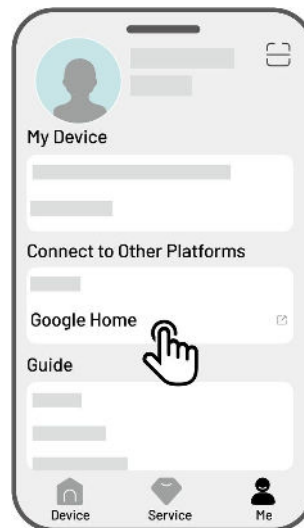 My Device
Connect to Other Platforms
Google Home
Guide
Device Service Me